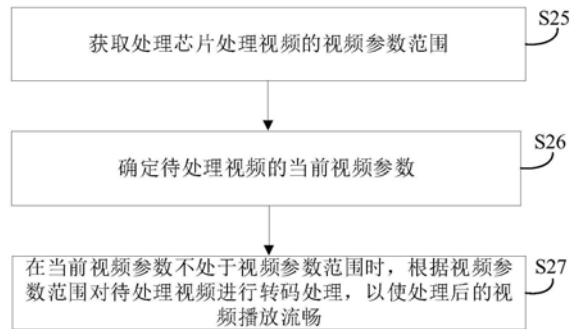 S25
获取处理芯片处理视频的视频参数范围
S26
确定待处理视频的当前视频参数
S27
在当前视频参数不处于视频参数范围时，根据视频参
数范围对待处理视频进行转码处理，以使处理后的视
频播放流畅